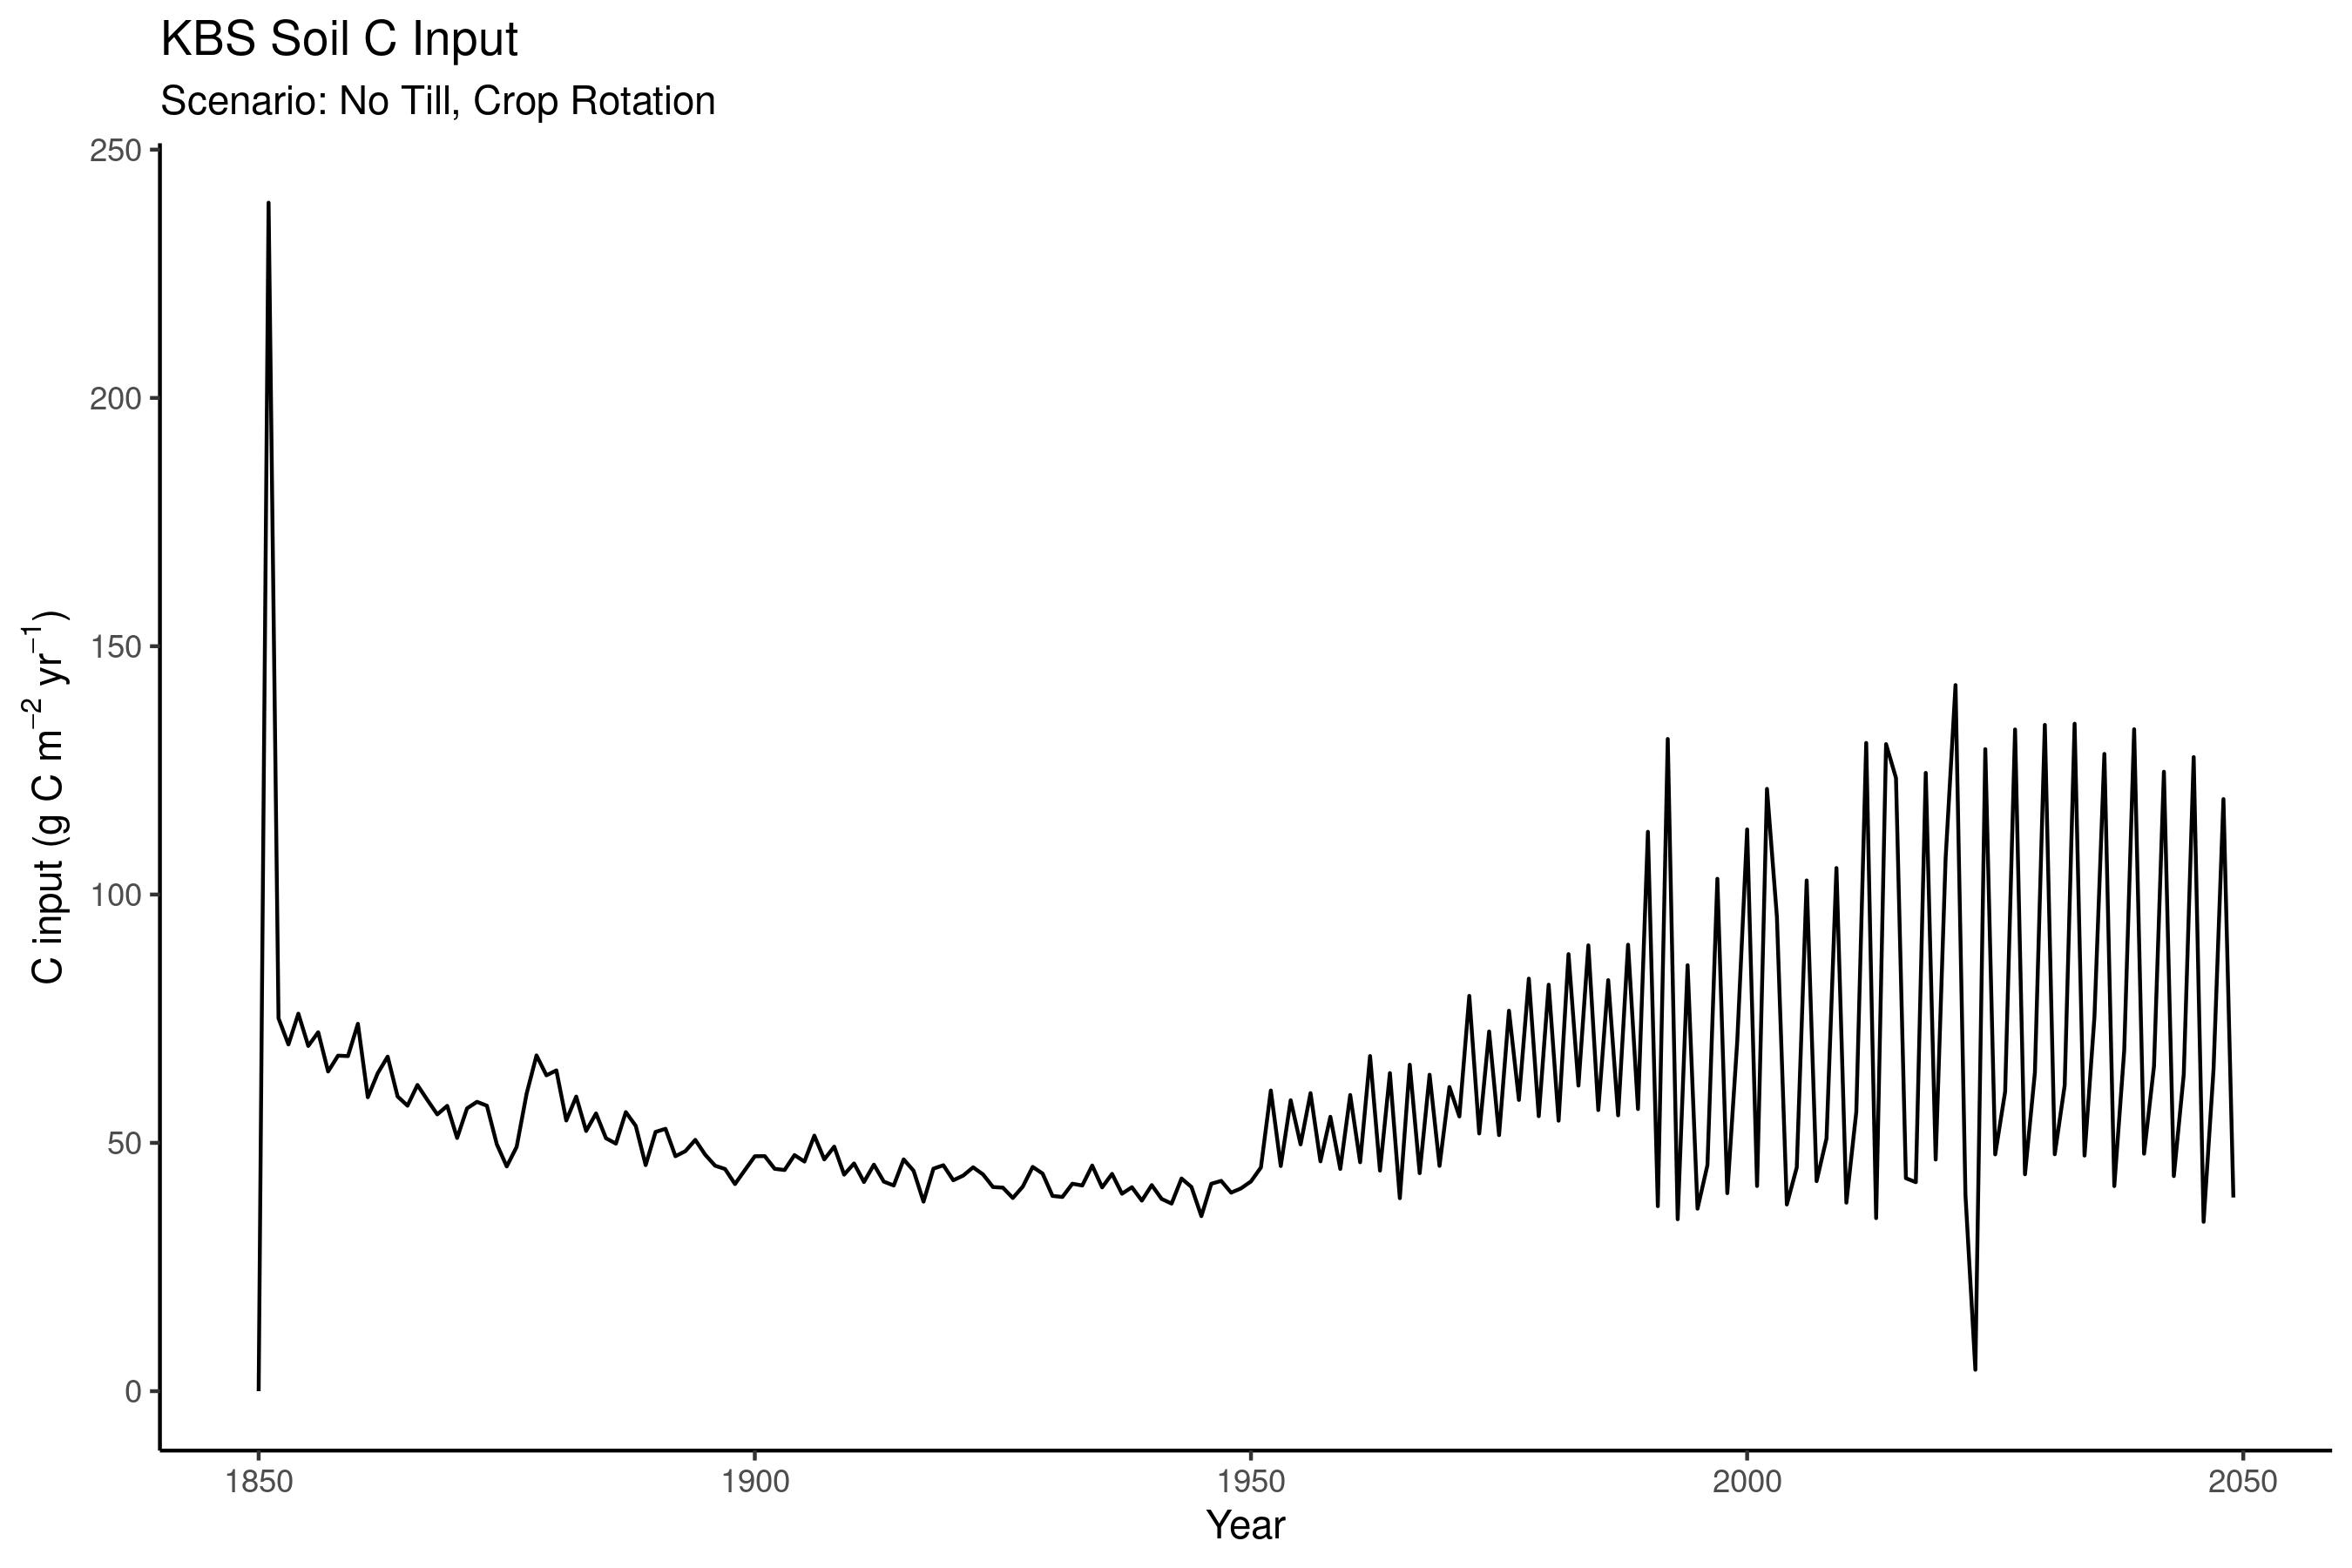 KBS Soil C Input
Scenario: No Till, Crop Rotation
C input (g C m⁻² yr⁻¹)
250
200
150
100
50
0
1850 1900 1950 2000 2050
Year